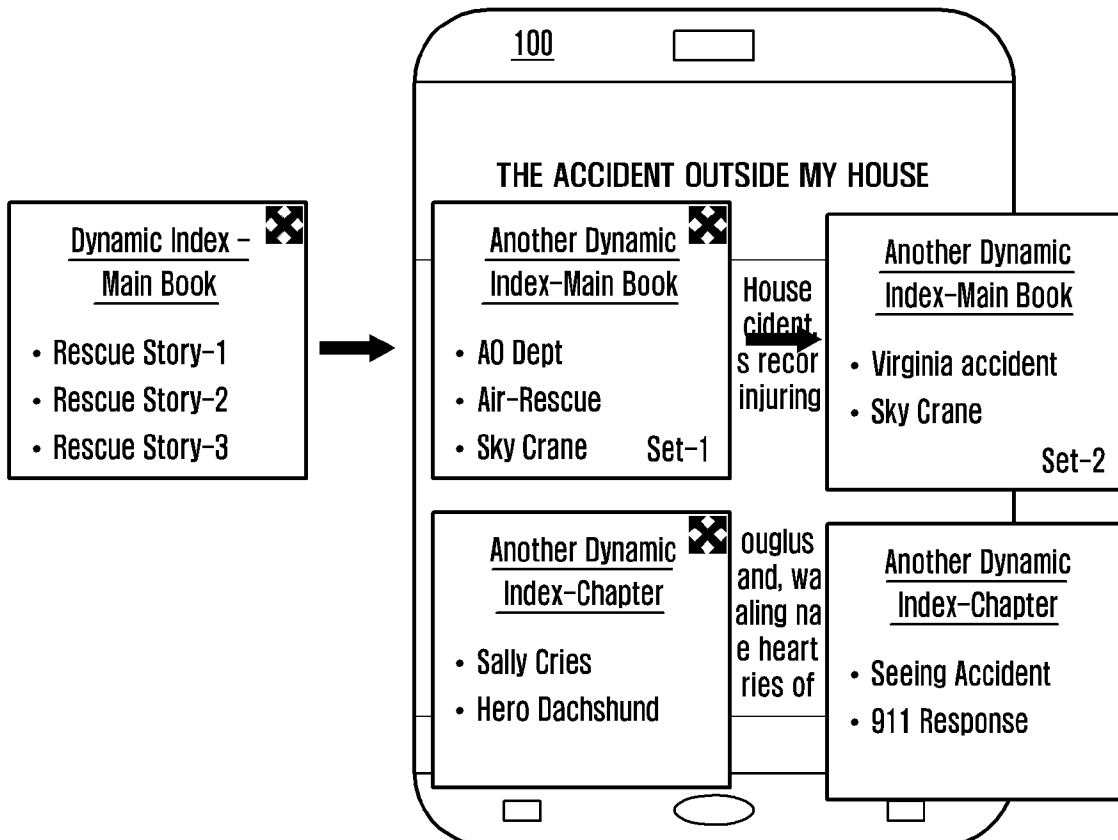 100
THE ACCIDENT OUTSIDE MY HOUSE
Dynamic Index-
Main Book
• Rescue Story-1
• Rescue Story-2
• Rescue Story-3
Another Dynamic
Index-Main Book
• AO Dept
• Air-Rescue
• Sky Crane
Set-1
House
cident,
s recor
injuring
Another Dynamic
Index-Main Book
• Virginia accident
• Sky Crane
Set-2
Another Dynamic
Index-Chapter
• Sally Cries
• Hero Dachshund
ouglus
and, wa
aling na
e heart
ries of
Another Dynamic
Index-Chapter
• Seeing Accident
• 911 Response